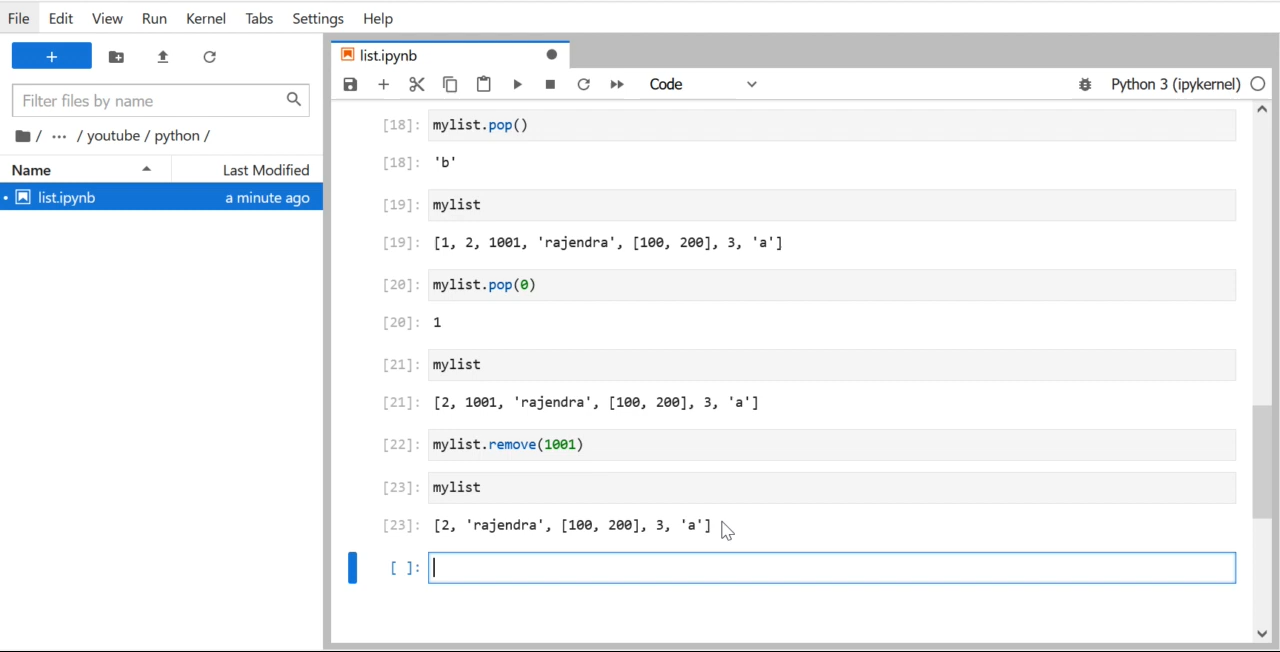 File Edit View Run Kernel Tabs Settings Help
+
Filter files by name
/ ... / youtube / python /
Name Last Modified
list.ipynb a minute ago
list.ipynb
Code Python 3 (ipykernel)
[18]: mylist.pop()
[18]: 'b'
[19]: mylist
[19]: [1, 2, 1001, 'rajendra', [100, 200], 3, 'a']
[20]: mylist.pop(0)
[20]: 1
[21]: mylist
[21]: [2, 1001, 'rajendra', [100, 200], 3, 'a']
[22]: mylist.remove(1001)
[23]: mylist
[23]: [2, 'rajendra', [100, 200], 3, 'a']
[ ]: